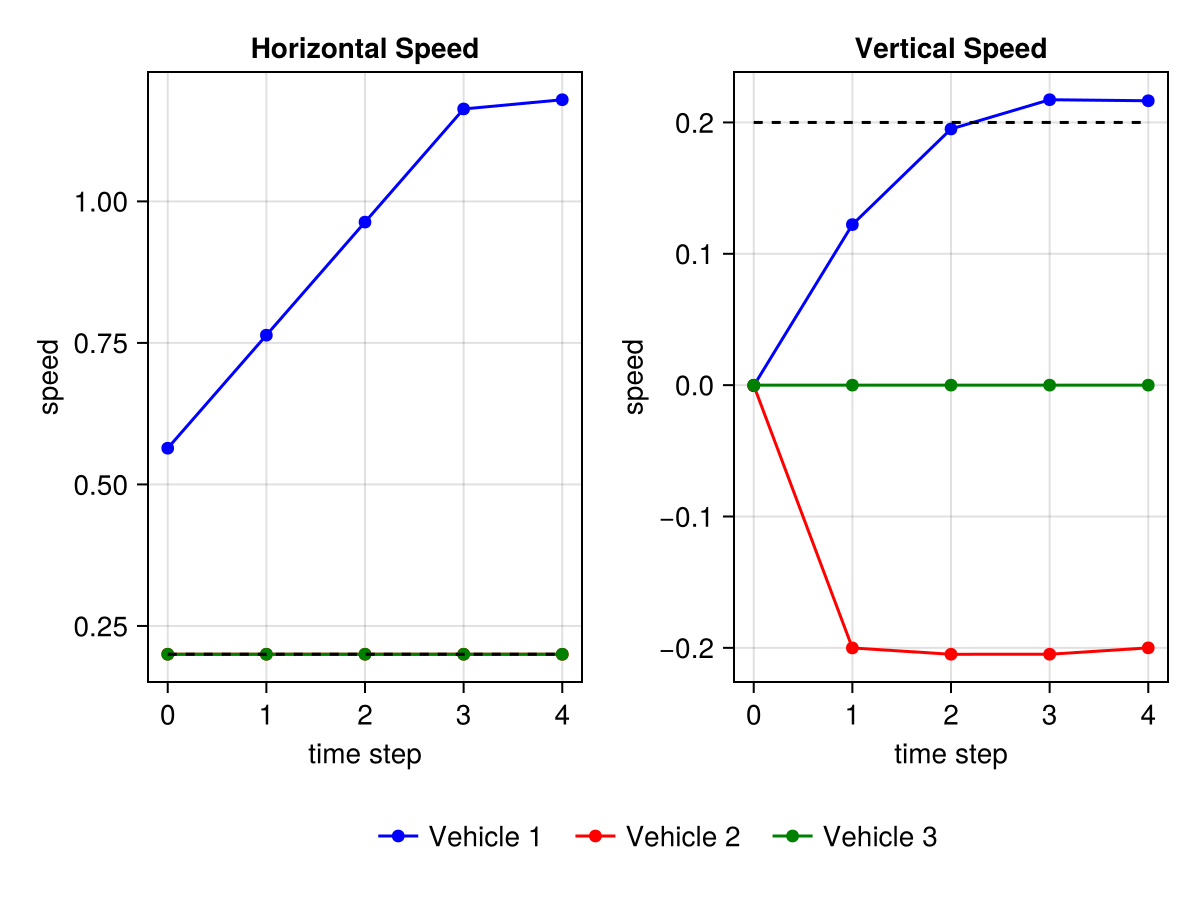 Horizontal Speed
Vertical Speed
speed
1.00
0.75
0.50
0.25
0 1 2 3 4
time step
speed
0.2
0.1
0.0
−0.1
−0.2
0 1 2 3 4
time step
Vehicle 1 Vehicle 2 Vehicle 3